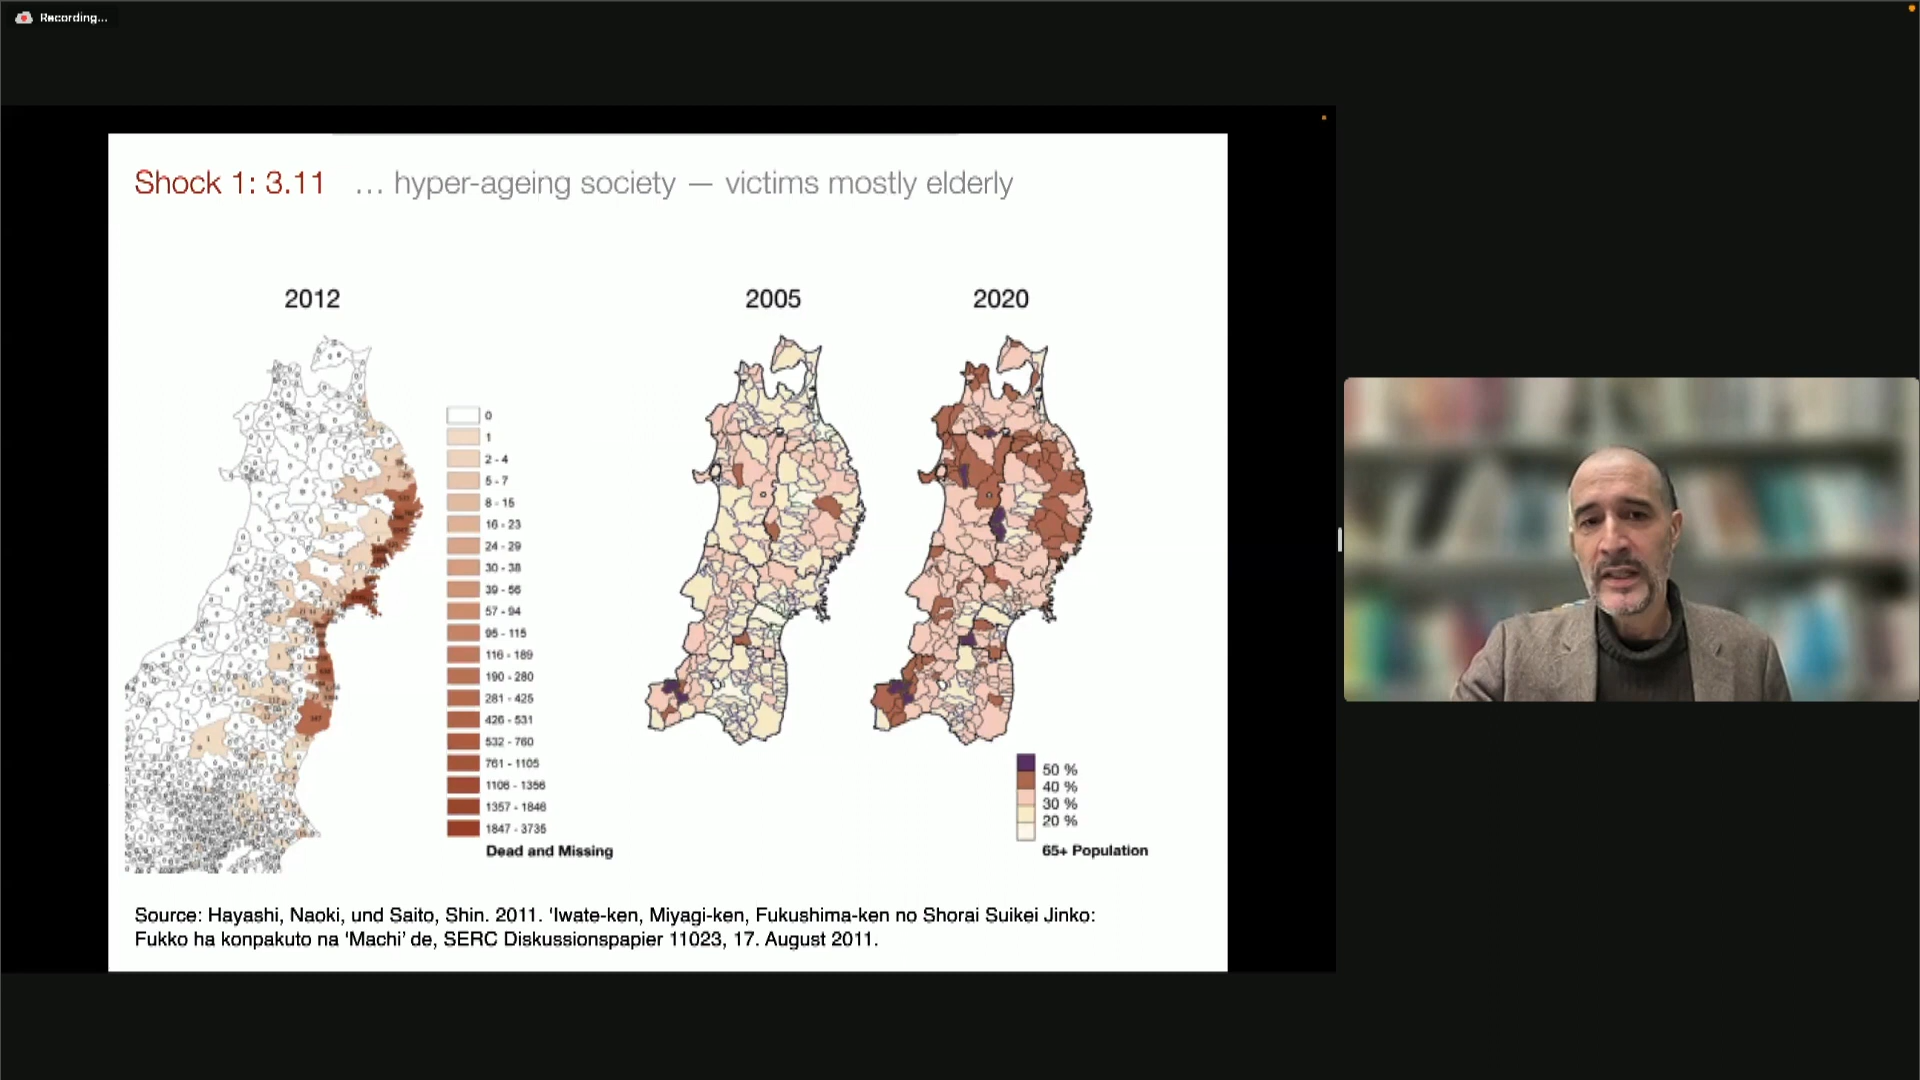 Recording...
Shock 1: 3.11 ... hyper-ageing society — victims mostly elderly
2012
2005
2020
0
1
2 - 4
5 - 7
8 - 15
16 - 23
24 - 29
30 - 38
39 - 56
57 - 94
95 - 115
116 - 189
190 - 280
281 - 425
426 - 531
532 - 760
761 - 1105
1106 - 1356
1357 - 1846
1847 - 3735
Dead and Missing
50 %
40 %
30 %
20 %
65+ Population
Source: Hayashi, Naoki, und Saito, Shin. 2011. 'Iwate-ken, Miyagi-ken, Fukushima-ken no Shorai Suikei Jinko:
Fukko ha konpakuto na 'Machi' de, SERC Diskussionspapier 11023, 17. August 2011.